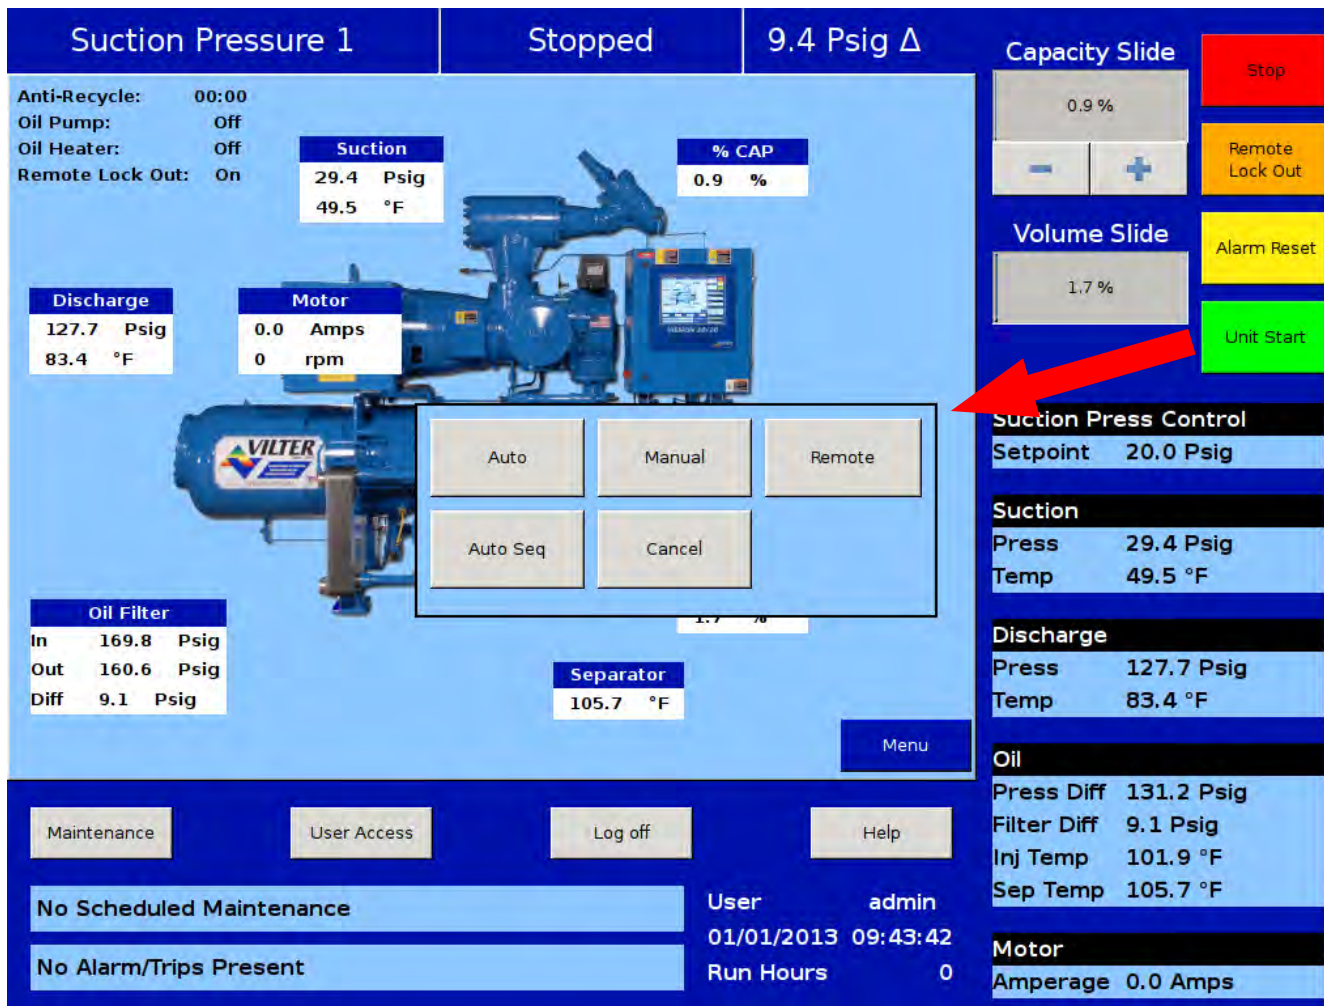 Suction Pressure 1
Stopped
9.4 Psig Δ
Anti-Recycle: 00:00
Oil Pump: Off
Oil Heater: Off
Remote Lock Out: On
Suction
29.4 Psig
49.5 °F
% CAP
0.9 %
Discharge
127.7 Psig
83.4 °F
Motor
0.0 Amps
0 rpm
VILTER
Auto
Manual
Remote
Auto Seq
Cancel
Oil Filter
In 169.8 Psig
Out 160.6 Psig
Diff 9.1 Psig
1.7 %
Separator
105.7 °F
Menu
Maintenance
User Access
Log off
Help
No Scheduled Maintenance
No Alarm/Trips Present
User admin
01/01/2013 09:43:42
Run Hours 0
Capacity Slide
0.9 %
Volume Slide
1.7 %
Stop
Remote
Lock Out
Alarm Reset
Unit Start
Suction Press Control
Setpoint 20.0 Psig
Suction
Press 29.4 Psig
Temp 49.5 °F
Discharge
Press 127.7 Psig
Temp 83.4 °F
Oil
Press Diff 131.2 Psig
Filter Diff 9.1 Psig
Inj Temp 101.9 °F
Sep Temp 105.7 °F
Motor
Amperage 0.0 Amps